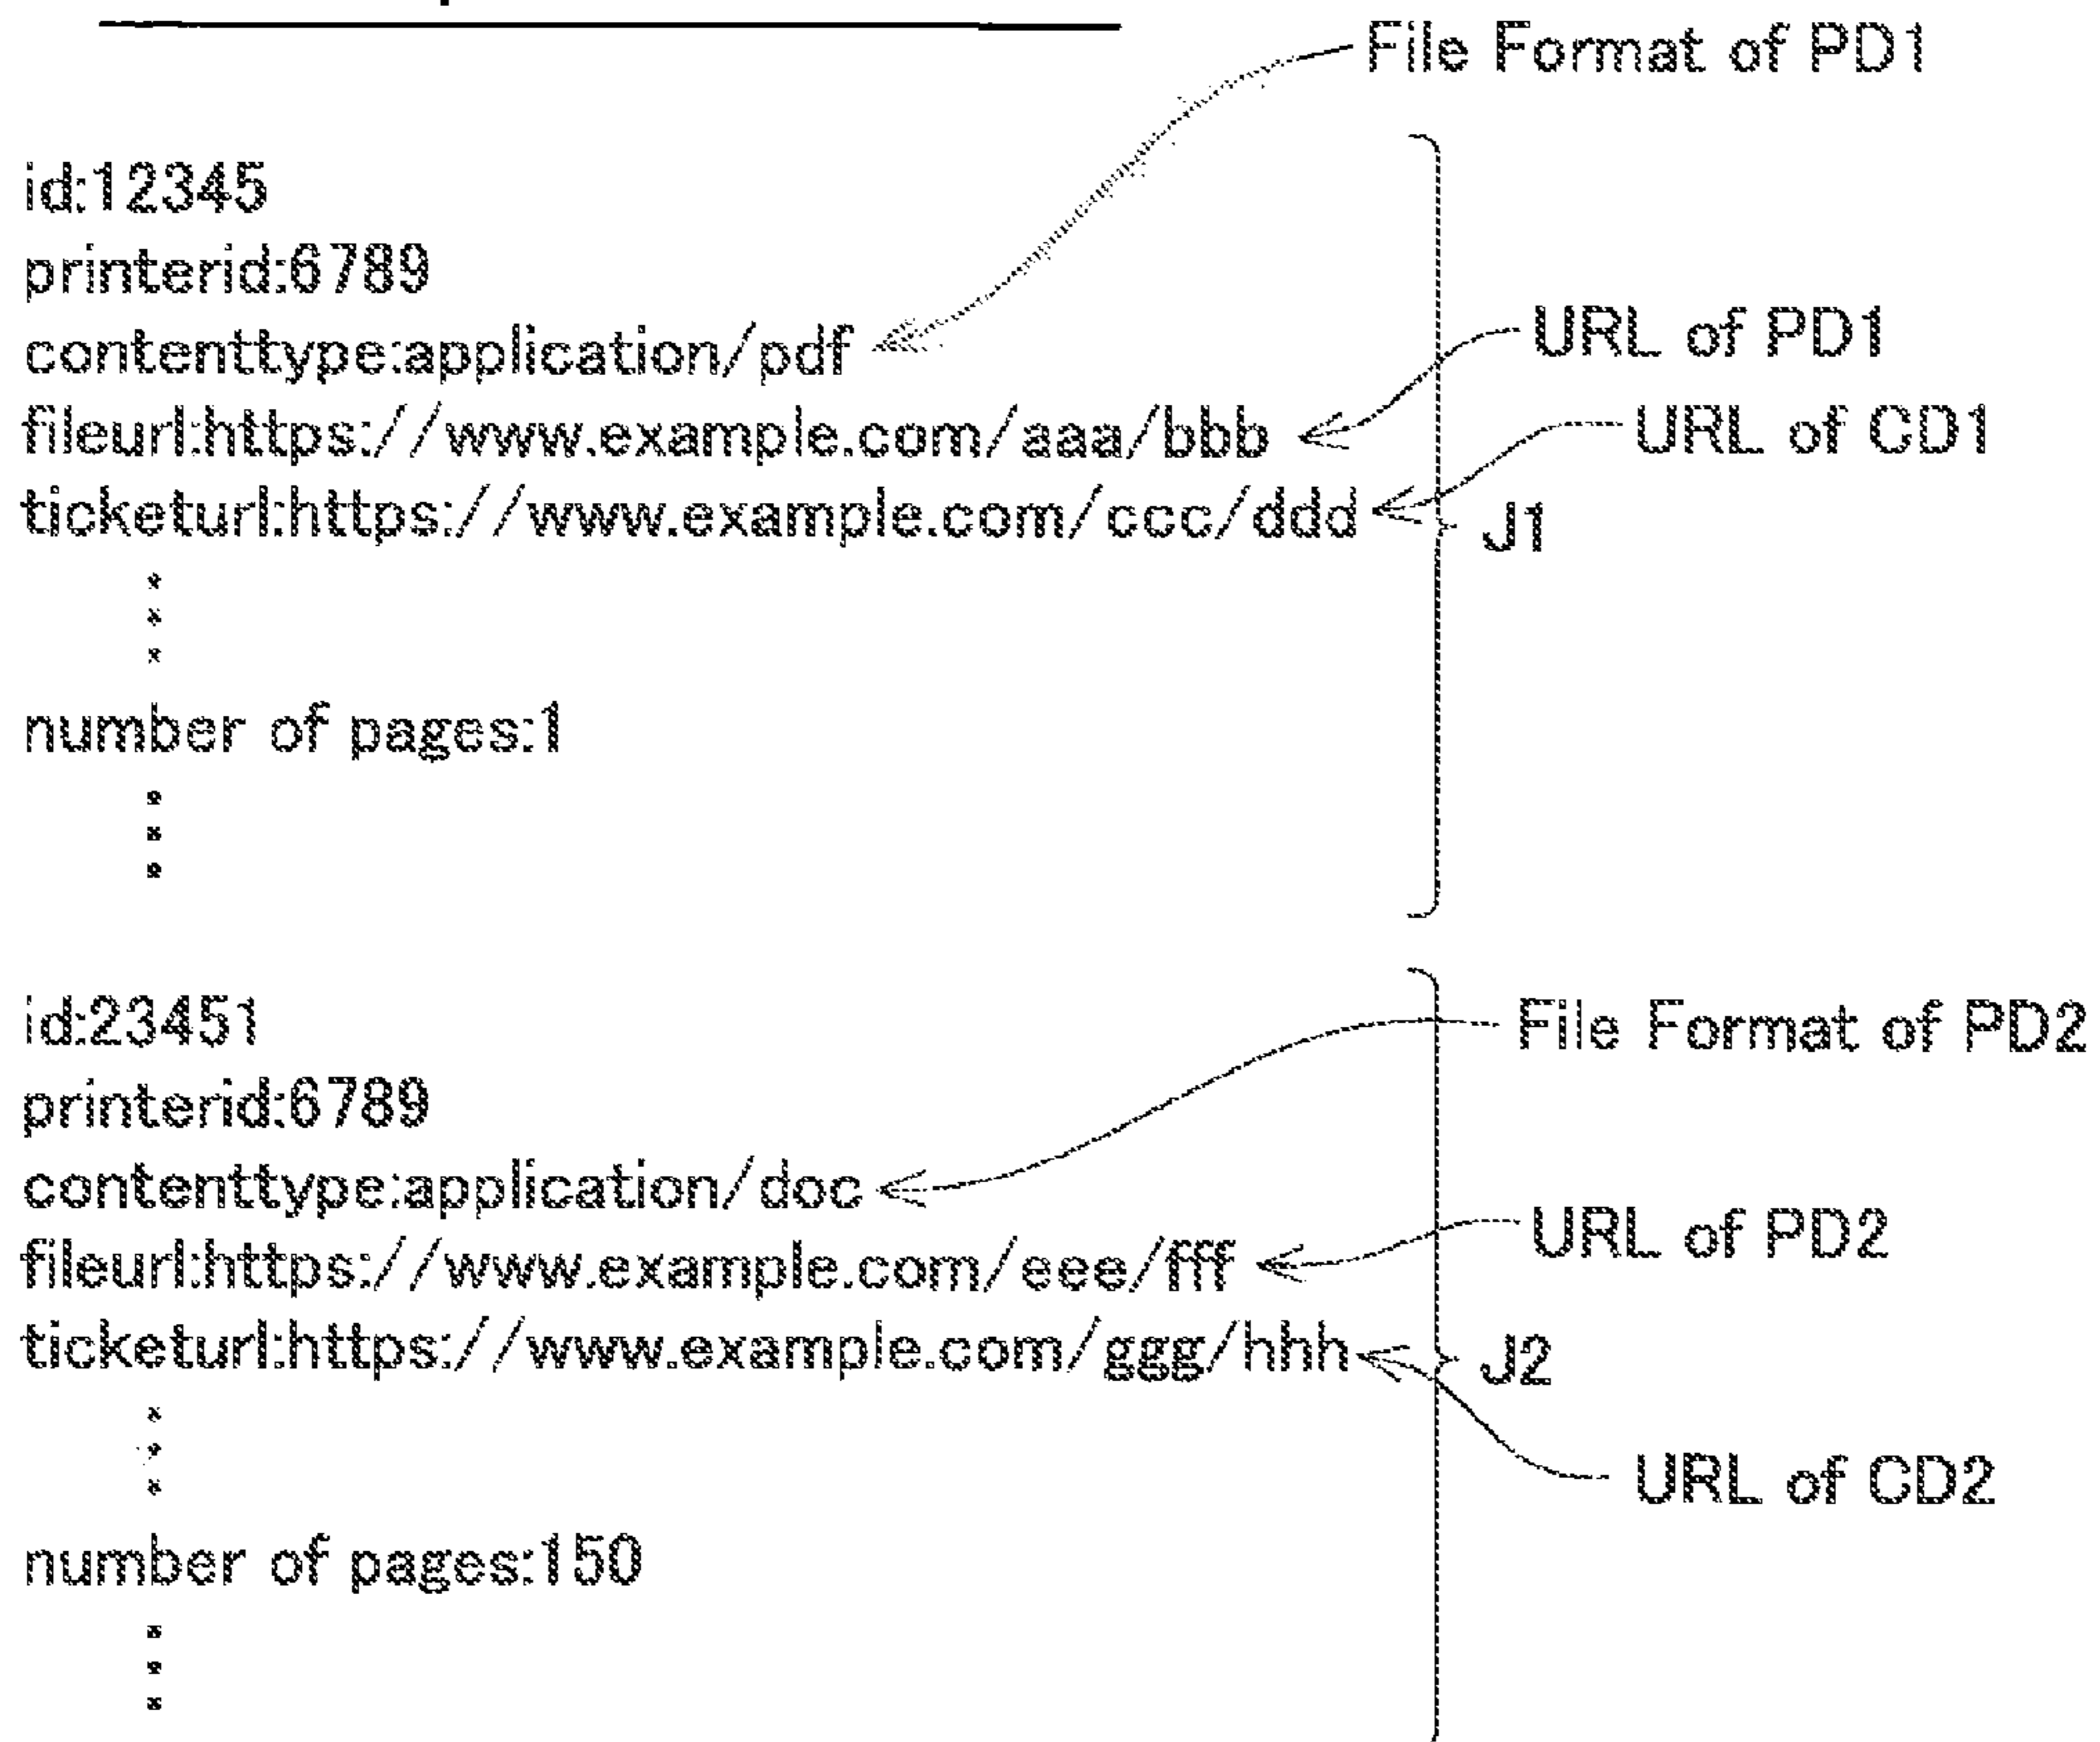 File Format of PD1
id:12345
printerid:6789
contenttype:application/pdf
URL of PD1
fileurl:https://www.example.com/aaa/bbb
URL of CD1
ticketurl:https://www.example.com/ccc/ddd
J1
number of pages:1
id:23451
File Format of PD2
printerid:6789
contenttype:application/doc
URL of PD2
fileurl:https://www.example.com/eee/fff
ticketurl:https://www.example.com/ggg/hhh
J2
URL of CD2
number of pages:150